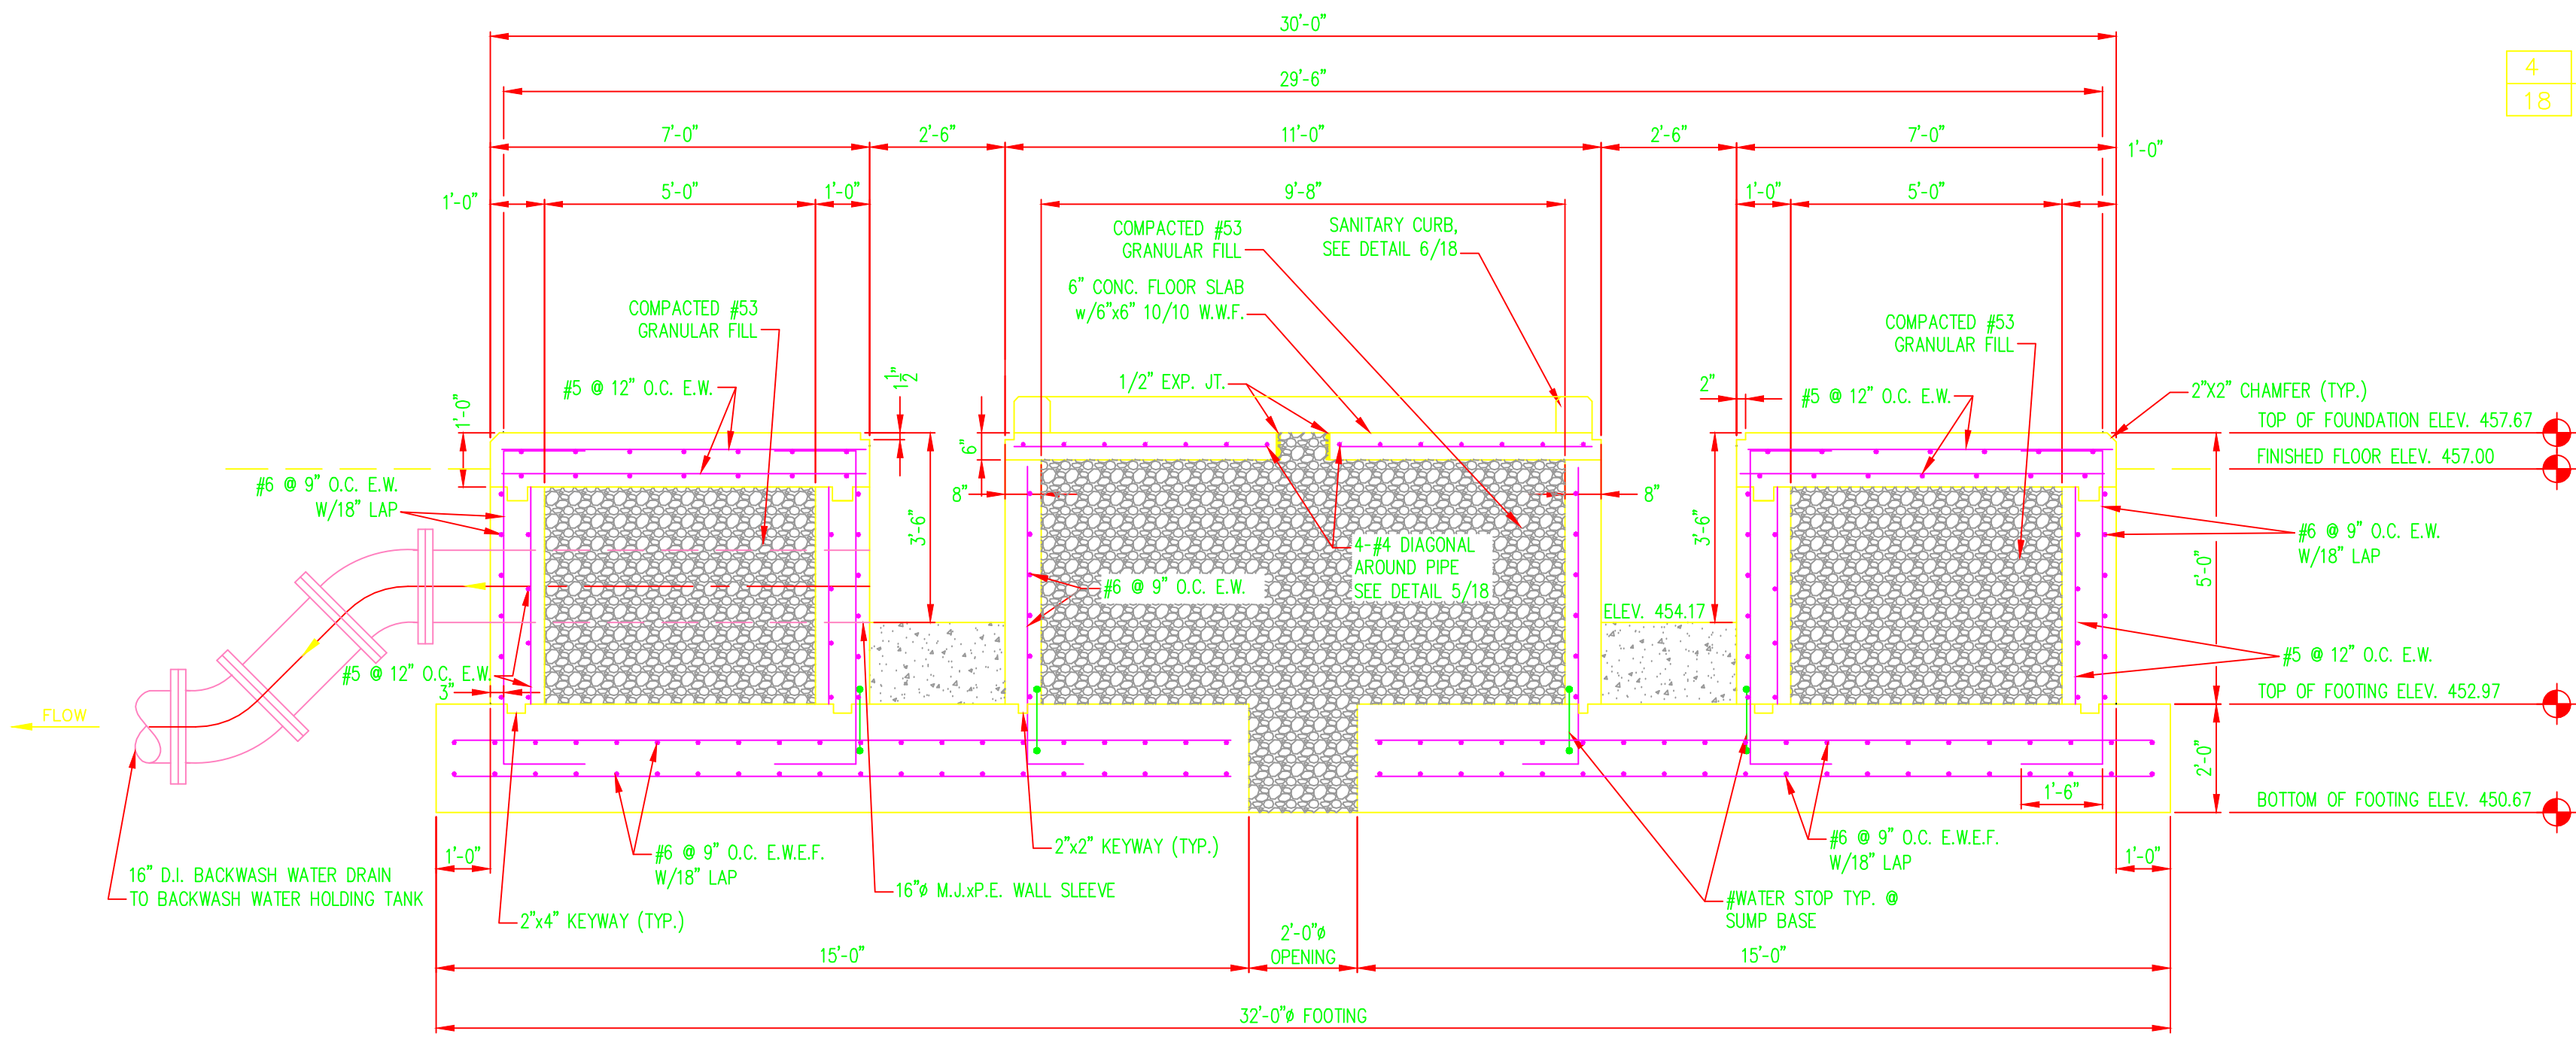 30'-0"
29'-6"
4
18
7'-0"
2'-6"
11'-0"
2'-6"
7'-0"
1'-0"
1'-0"
5'-0"
1'-0"
9'-8"
1'-0"
5'-0"
COMPACTED #53
GRANULAR FILL
SANITARY CURB,
SEE DETAIL 6/18
6" CONC. FLOOR SLAB
w/6"x6" 10/10 W.W.F.
COMPACTED #53
GRANULAR FILL
COMPACTED #53
GRANULAR FILL
#5 @ 12" O.C. E.W.
1 1/2"
1/2" EXP. JT.
2"
#5 @ 12" O.C. E.W.
2"X2" CHAMFER (TYP.)
1'-0"
6"
TOP OF FOUNDATION ELEV. 457.67
FINISHED FLOOR ELEV. 457.00
#6 @ 9" O.C. E.W.
W/18" LAP
8"
8"
3'-6"
3'-6"
#6 @ 9" O.C. E.W.
W/18" LAP
4-#4 DIAGONAL
AROUND PIPE
SEE DETAIL 5/18
#6 @ 9" O.C. E.W.
ELEV. 454.17
5'-0"
#5 @ 12" O.C. E.W.
3"
#5 @ 12" O.C. E.W.
TOP OF FOOTING ELEV. 452.97
FLOW
2'-0"
1'-6"
BOTTOM OF FOOTING ELEV. 450.67
1'-0"
#6 @ 9" O.C. E.W.E.F.
W/18" LAP
2"x2" KEYWAY (TYP.)
#6 @ 9" O.C. E.W.E.F.
W/18" LAP
1'-0"
16" D.I. BACKWASH WATER DRAIN
TO BACKWASH WATER HOLDING TANK
16"ø M.J.xP.E. WALL SLEEVE
#WATER STOP TYP. @
SUMP BASE
2"x4" KEYWAY (TYP.)
15'-0"
2'-0"ø
OPENING
15'-0"
32'-0"ø FOOTING